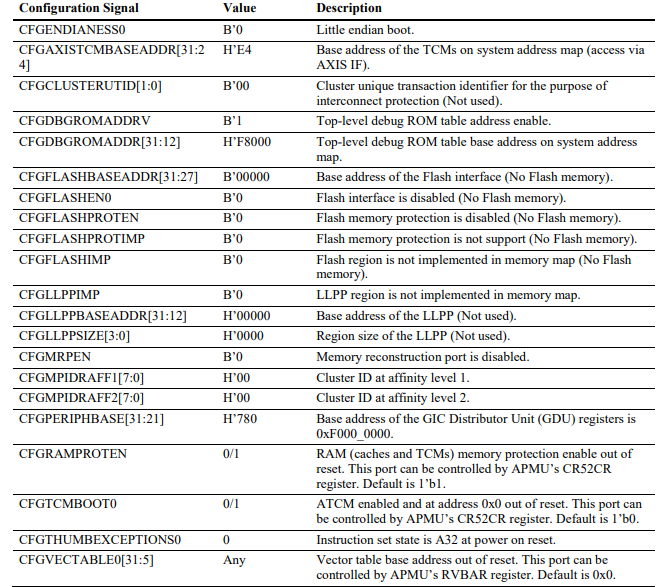 Configuration Signal Value Description
CFGENDIANESS0 B'0 Little endian boot.
CFGAXISTCMBASEADDR[31:2 H'E4 Base address of the TCMs on system address map (access via
4] AXIS IF).
CFGCLUSTERUTID[1:0] B'00 Cluster unique transaction identifier for the purpose of
interconnect protection (Not used).
CFGDBGROMADDRV B'1 Top-level debug ROM table address enable.
CFGDBGROMADDR[31:12] H'F8000 Top-level debug ROM table base address on system address
map.
CFGFLASHBASEADDR[31:27] B'00000 Base address of the Flash interface (No Flash memory).
CFGFLASHEN0 B'0 Flash interface is disabled (No Flash memory).
CFGFLASHPROTEN B'0 Flash memory protection is disabled (No Flash memory).
CFGFLASHPROTIMP B'0 Flash memory protection is not support (No Flash memory).
CFGFLASHIMP B'0 Flash region is not implemented in memory map (No Flash
memory).
CFGLLPPIMP B'0 LLPP region is not implemented in memory map.
CFGLLPPBASEADDR[31:12] H'00000 Base address of the LLPP (Not used).
CFGLLPPSIZE[3:0] H'0000 Region size of the LLPP (Not used).
CFGMRPEN B'0 Memory reconstruction port is disabled.
CFGMPIDRAFF1[7:0] H'00 Cluster ID at affinity level 1.
CFGMPIDRAFF2[7:0] H'00 Cluster ID at affinity level 2.
CFGPERIPHBASE[31:21] H'780 Base address of the GIC Distributor Unit (GDU) registers is
0xF000_0000.
CFGRAMPROTEN 0/1 RAM (caches and TCMs) memory protection enable out of
reset. This port can be controlled by APMU's CR52CR
register. Default is 1'b1.
CFGTCMBOOT0 0/1 ATCM enabled and at address 0x0 out of reset. This port can
be controlled by APMU's CR52CR register. Default is 1'b0.
CFGTHUMBEXCEPTIONS0 0 Instruction set state is A32 at power on reset.
CFGVECTABLE0[31:5] Any Vector table base address out of reset. This port can be
controlled by APMU's RVBAR register. Default is 0x0.